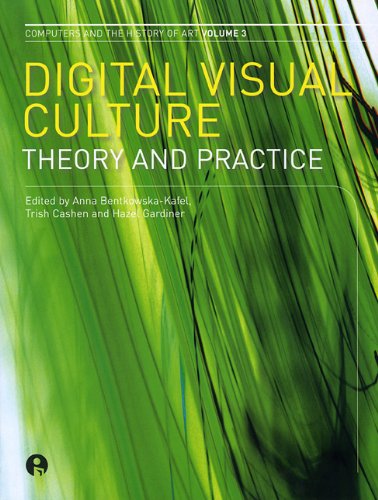 COMPUTERS AND THE HISTORY OF ART VOLUME 3
DIGITAL VISUAL
CULTURE
THEORY AND PRACTICE
Edited by Anna Bentkowska-Kafel,
Trish Cashen and Hazel Gardiner